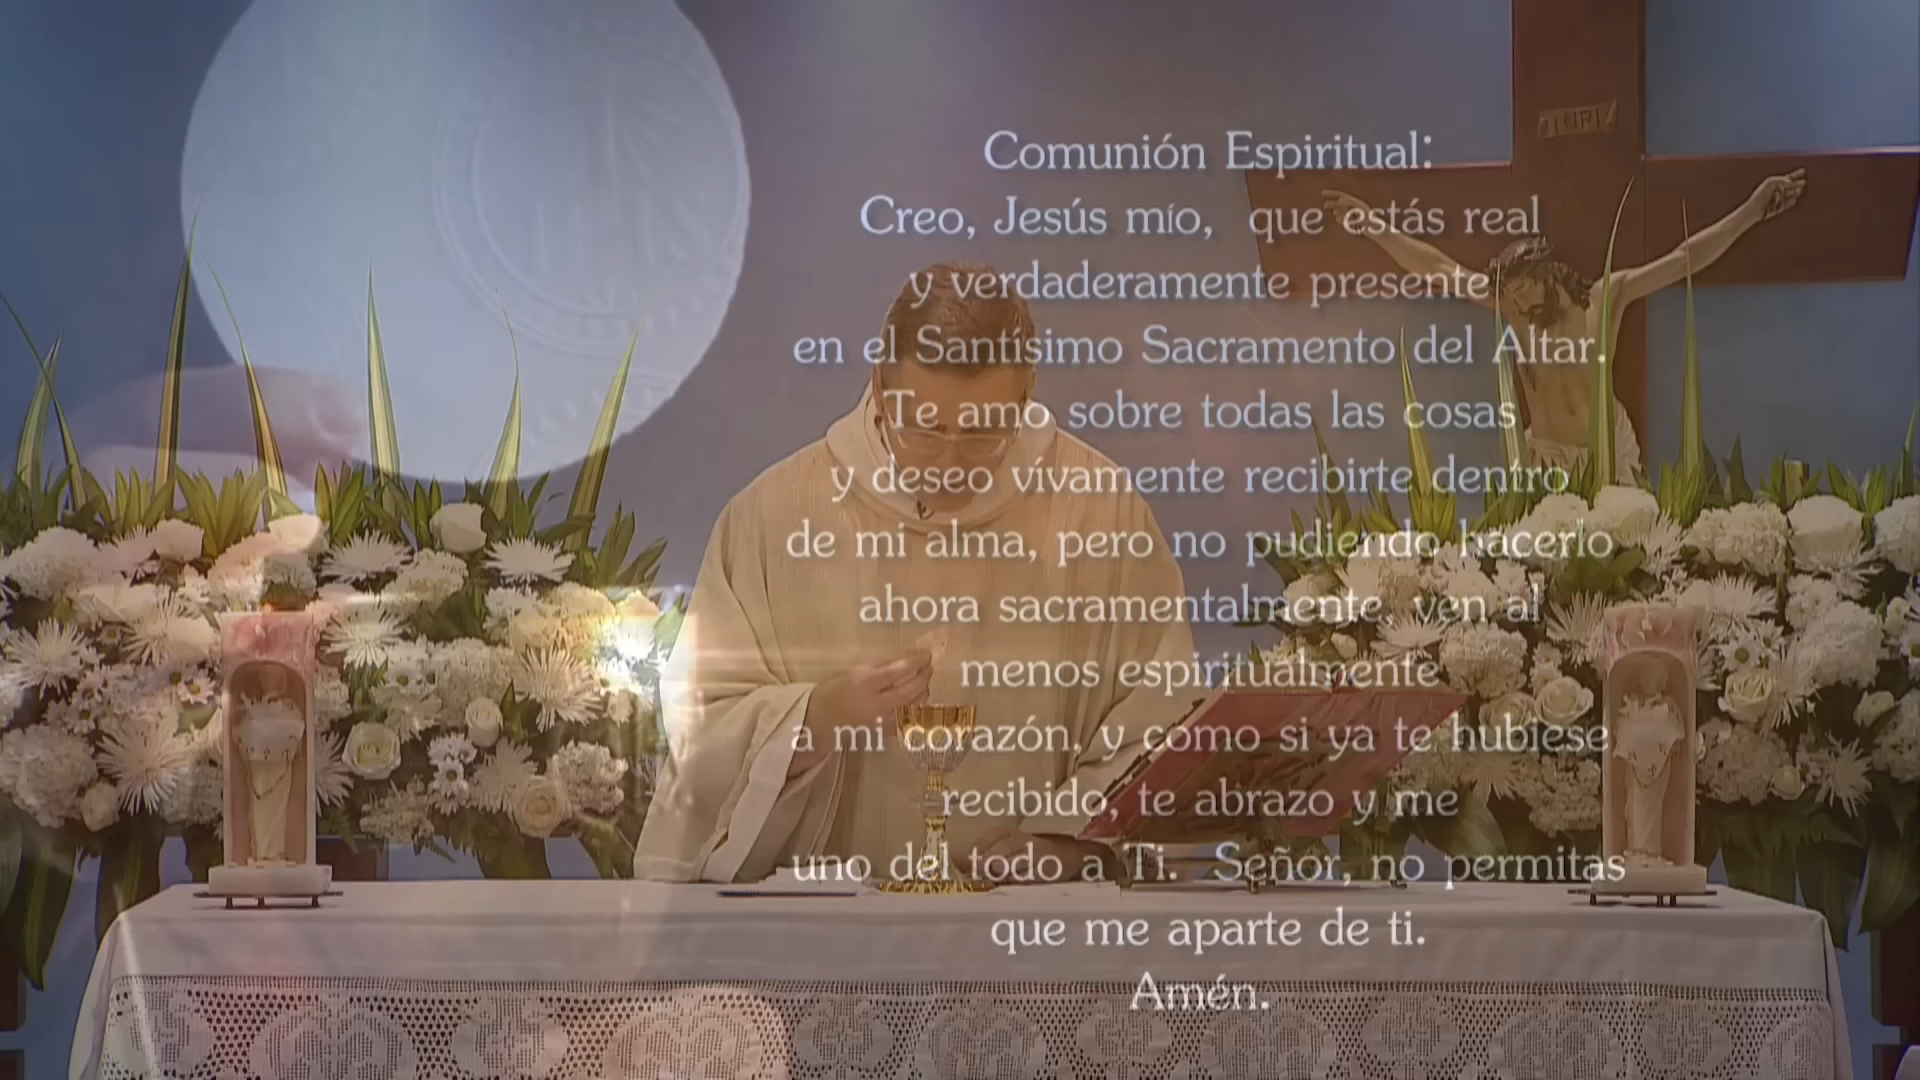 INRI
Comunión Espiritual:
Creo, Jesús mío, que estás real
y verdaderamente presente
en el Santísimo Sacramento del Altar.
Te amo sobre todas las cosas
y deseo vívamente recibirte dentro
de mi alma, pero no pudiendo hacerlo
ahora sacramentalmente, ven al
menos espiritualmente
a mi corazón, y como si ya te hubiese
recibido, te abrazo y me
uno del todo a Ti. Señor, no permitas
que me aparte de ti.
Amén.